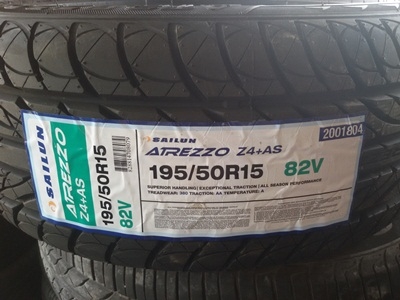 SAILUN
ATREZZO
Z4+AS
195/50R15
82V
2001804
SAILUN
ATREZZO Z4+AS
195/50R15 82V
SUPERIOR HANDLING | EXCEPTIONAL TRACTION | ALL SEASON PERFORMANCE
TREADWEAR: 380 TRACTION: AA TEMPERATURE: A